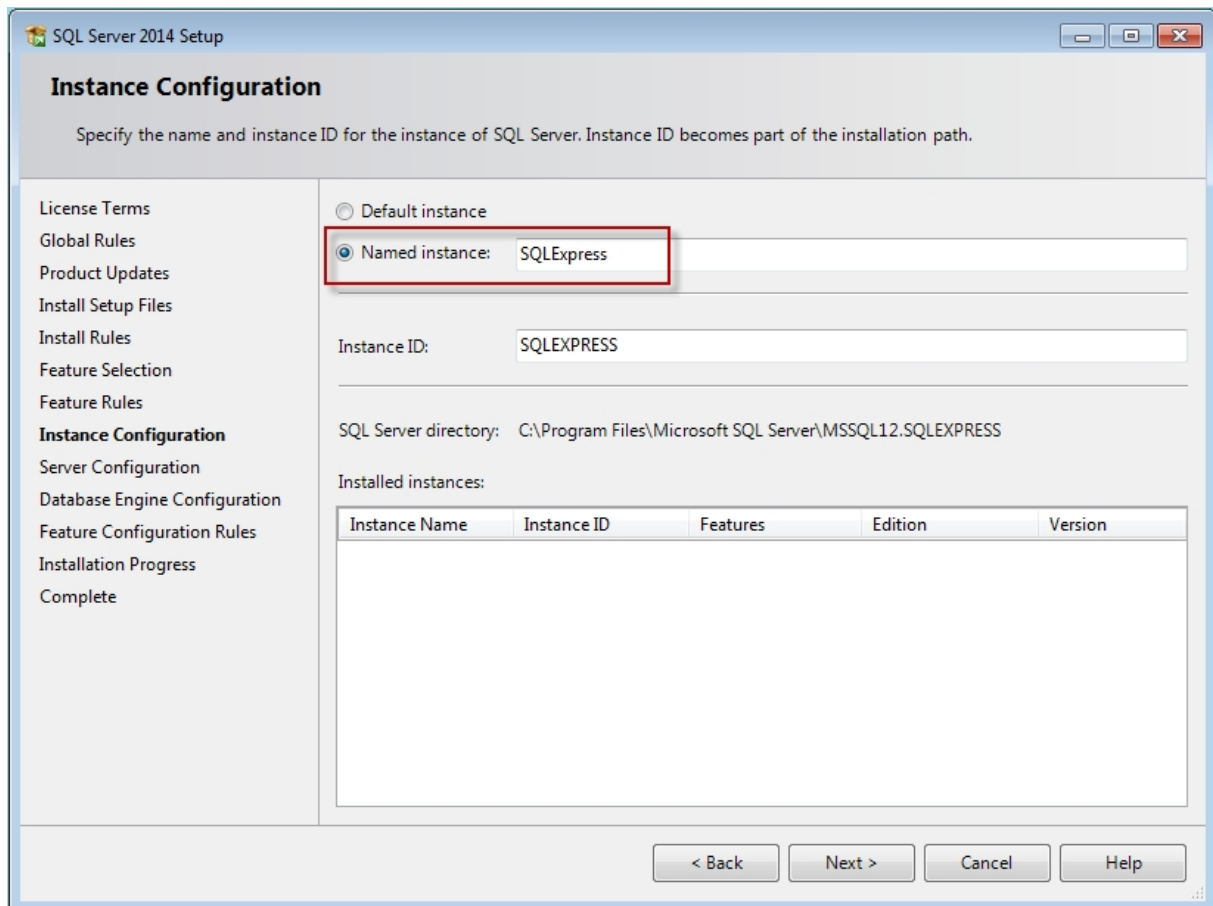 SQL Server 2014 Setup
Instance Configuration
Specify the name and instance ID for the instance of SQL Server. Instance ID becomes part of the installation path.
License Terms
Global Rules
Product Updates
Install Setup Files
Install Rules
Feature Selection
Feature Rules
Instance Configuration
Server Configuration
Database Engine Configuration
Feature Configuration Rules
Installation Progress
Complete
Default instance
Named instance: SQLExpress
Instance ID: SQLEXPRESS
SQL Server directory: C:\Program Files\Microsoft SQL Server\MSSQL12.SQLEXPRESS
Installed instances:
Instance Name Instance ID Features Edition Version
< Back Next > Cancel Help